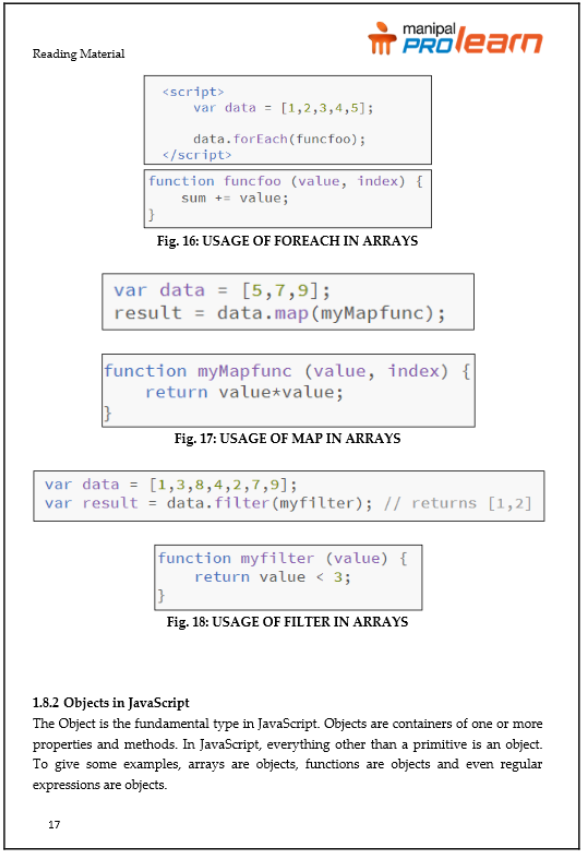 manipal
PROlearn
Reading Material
<script>
var data = [1,2,3,4,5];
data.forEach(funcfoo);
</script>
function funcfoo (value, index) {
sum += value;
}
Fig. 16: USAGE OF FOREACH IN ARRAYS
var data = [5,7,9];
result = data.map(myMapfunc);
function myMapfunc (value, index) {
return value*value;
}
Fig. 17: USAGE OF MAP IN ARRAYS
var data = [1,3,8,4,2,7,9];
var result = data.filter(myfilter); // returns [1,2]
function myfilter (value) {
return value < 3;
}
Fig. 18: USAGE OF FILTER IN ARRAYS
1.8.2 Objects in JavaScript
The Object is the fundamental type in JavaScript. Objects are containers of one or more
properties and methods. In JavaScript, everything other than a primitive is an object.
To give some examples, arrays are objects, functions are objects and even regular
expressions are objects.
17